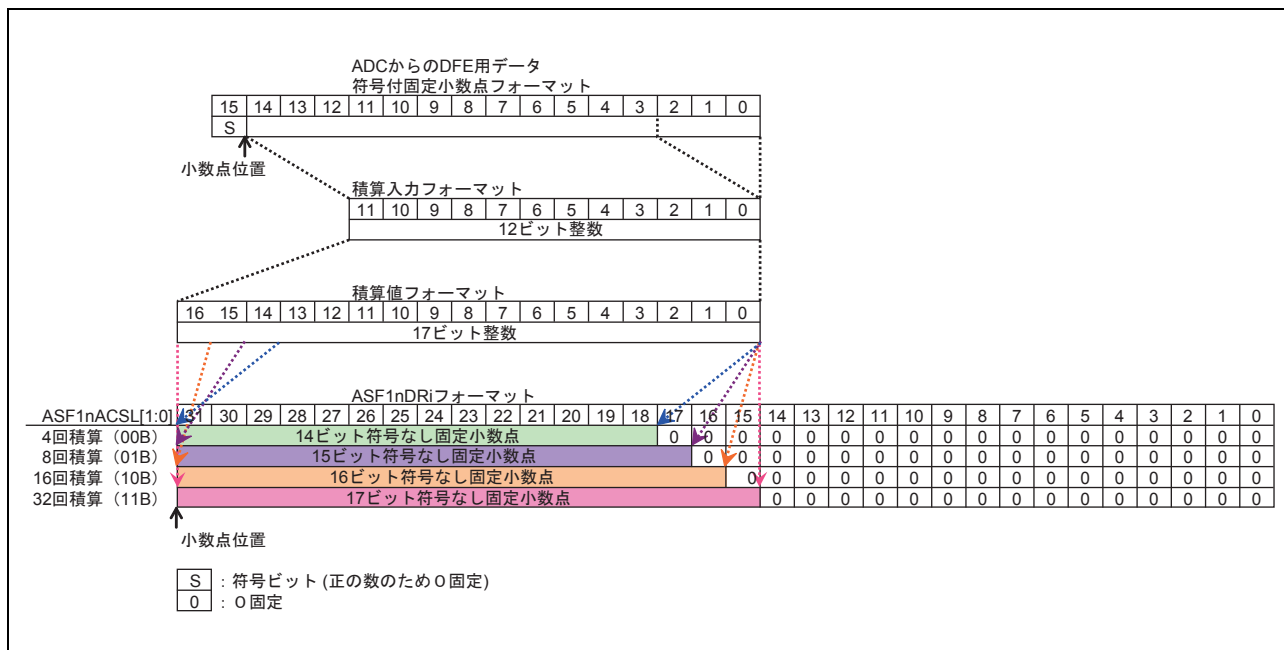 ADCからのDFE用データ
符号付固定小数点フォーマット
15 14 13 12 11 10 9 8 7 6 5 4 3 2 1 0
S
小数点位置
積算入力フォーマット
11 10 9 8 7 6 5 4 3 2 1 0
12ビット整数
積算値フォーマット
16 15 14 13 12 11 10 9 8 7 6 5 4 3 2 1 0
17ビット整数
ASF1nDRiフォーマット
ASF1nACSL[1:0] 31 30 29 28 27 26 25 24 23 22 21 20 19 18 17 16 15 14 13 12 11 10 9 8 7 6 5 4 3 2 1 0
4回積算（00B） 14ビット符号なし固定小数点 0 0 0 0 0 0 0 0 0 0 0 0 0 0 0 0 0 0
8回積算（01B） 15ビット符号なし固定小数点 0 0 0 0 0 0 0 0 0 0 0 0 0 0 0 0 0
16回積算（10B） 16ビット符号なし固定小数点 0 0 0 0 0 0 0 0 0 0 0 0 0 0 0 0
32回積算（11B） 17ビット符号なし固定小数点 0 0 0 0 0 0 0 0 0 0 0 0 0 0 0
小数点位置
S : 符号ビット (正の数のため０固定)
0 : ０固定